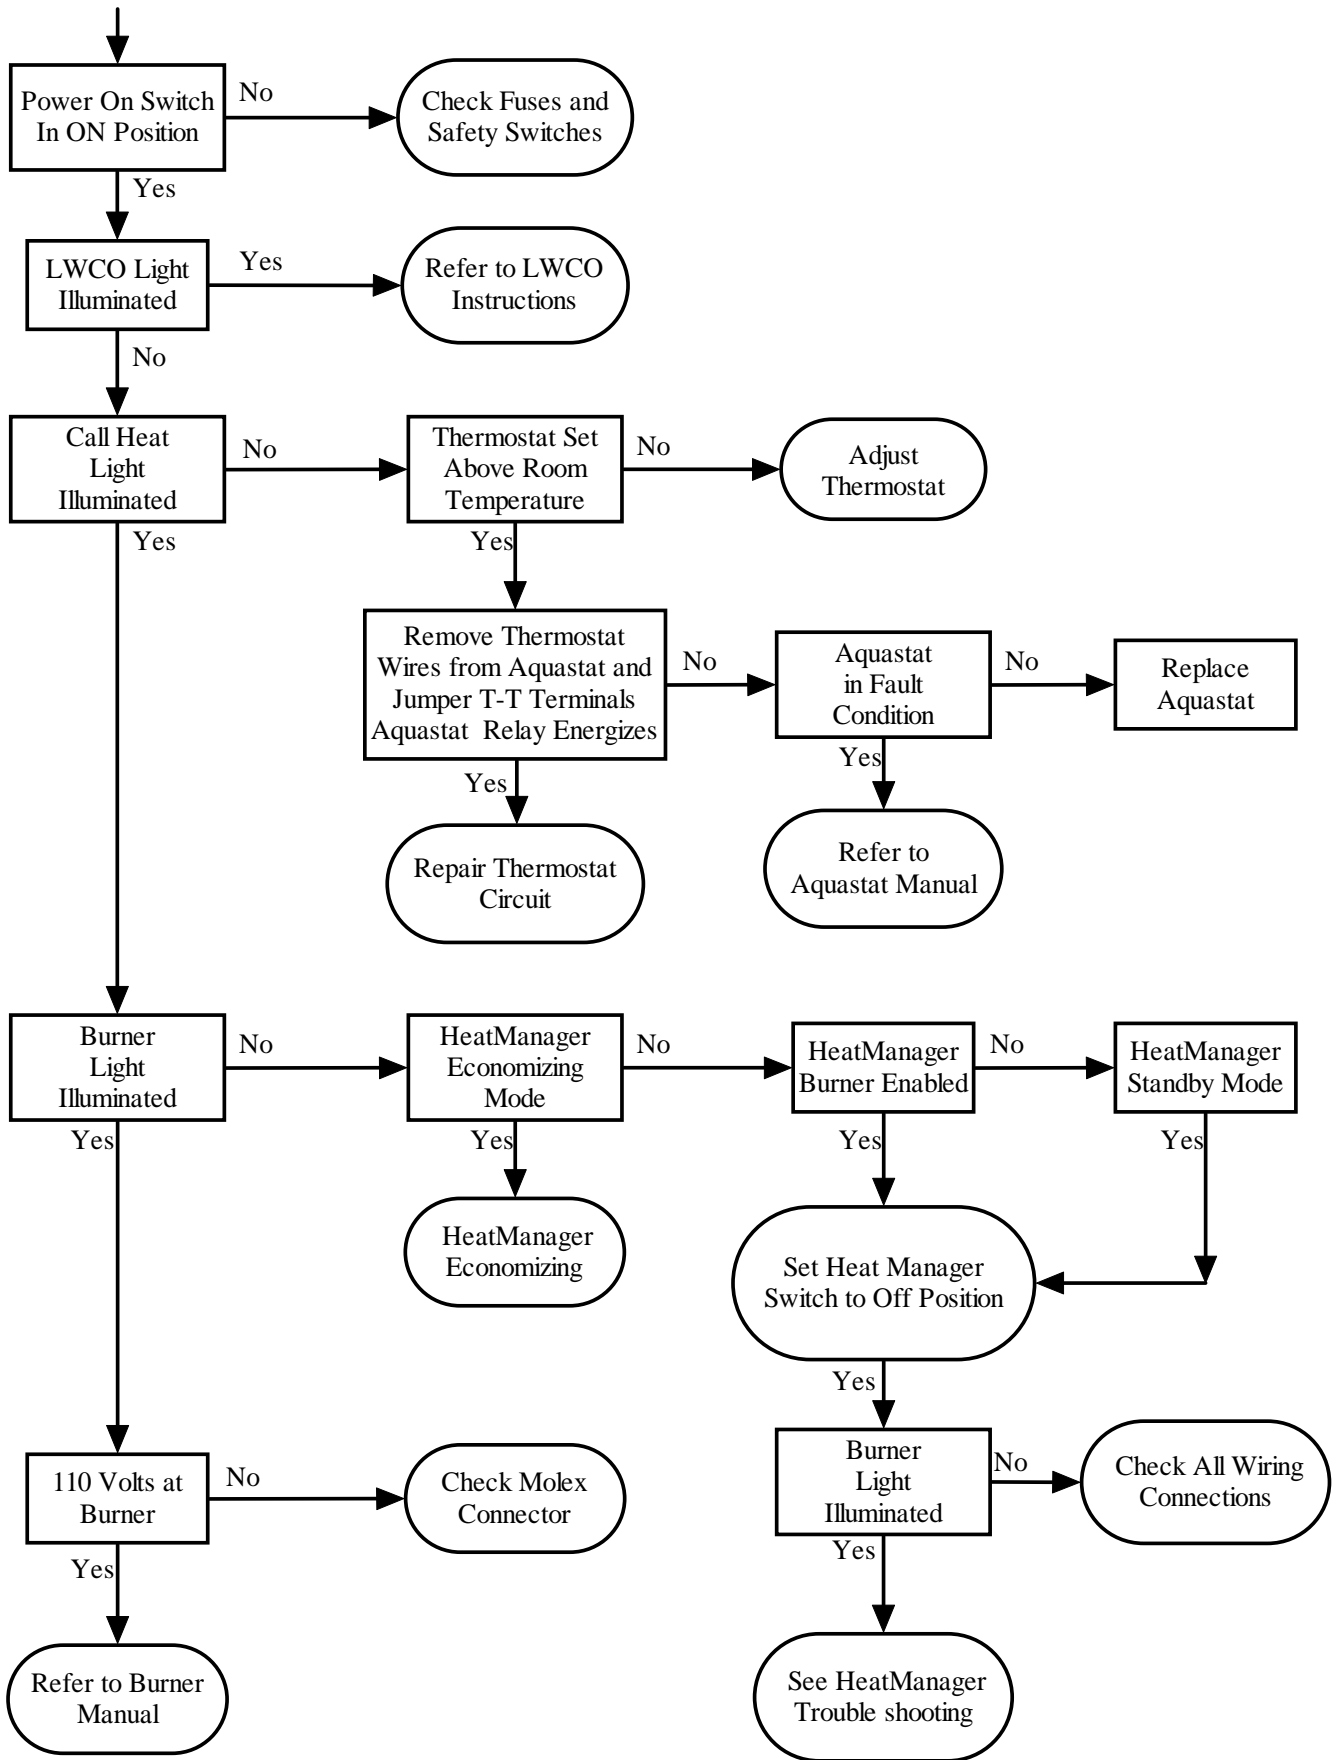 Power On Switch
In ON Position
No
Check Fuses and
Safety Switches
Yes
LWCO Light
Illuminated
Yes
Refer to LWCO
Instructions
No
Call Heat
Light
Illuminated
No
Thermostat Set
Above Room
Temperature
No
Adjust
Thermostat
Yes
Yes
Remove Thermostat
Wires from Aquastat and
Jumper T-T Terminals
Aquastat Relay Energizes
No
Aquastat
in Fault
Condition
No
Replace
Aquastat
Yes
Yes
Repair Thermostat
Circuit
Refer to
Aquastat Manual
Burner
Light
Illuminated
No
HeatManager
Economizing
Mode
No
HeatManager
Burner Enabled
No
HeatManager
Standby Mode
Yes
Yes
Yes
Yes
HeatManager
Economizing
Set Heat Manager
Switch to Off Position
Yes
110 Volts at
Burner
No
Check Molex
Connector
Burner
Light
Illuminated
No
Check All Wiring
Connections
Yes
Yes
Refer to Burner
Manual
See HeatManager
Trouble shooting